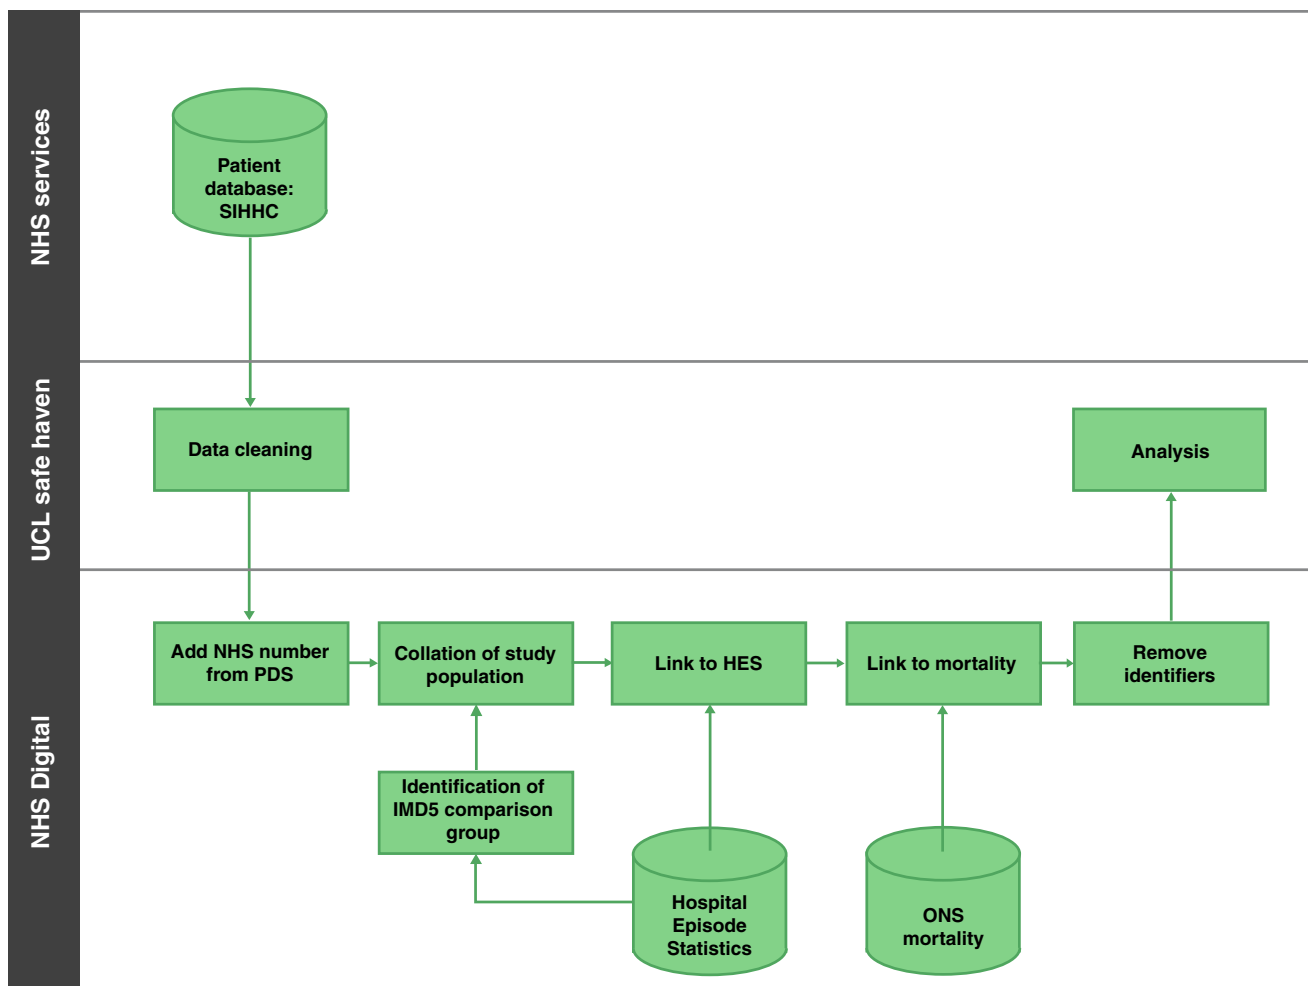 NHS services
Patient
database:
SIHHC
UCL safe haven
Data cleaning
Analysis
NHS Digital
Add NHS number
from PDS
Collation of study
population
Link to HES
Link to mortality
Remove
identifiers
Identification of
IMD5 comparison
group
Hospital
Episode
Statistics
ONS
mortality